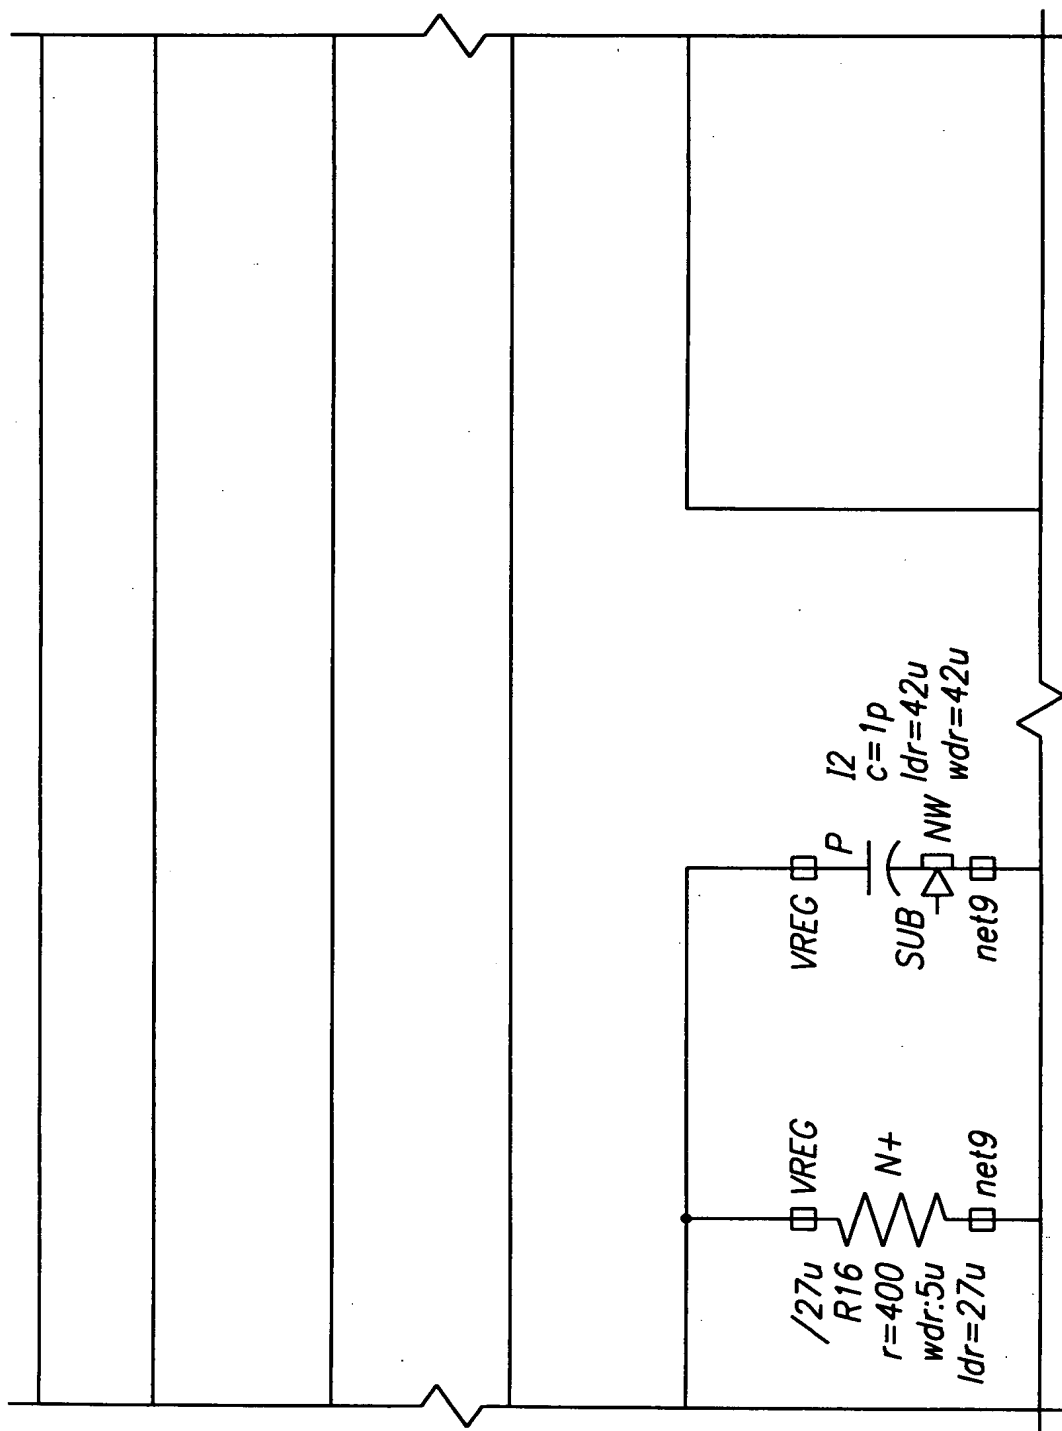 VREG
P
I2
c=1p
ldr=42u
wdr=42u
SUB
NW
net9
VREG
N+
net9
/27u
R16
r=400
wdr:5u
ldr=27u